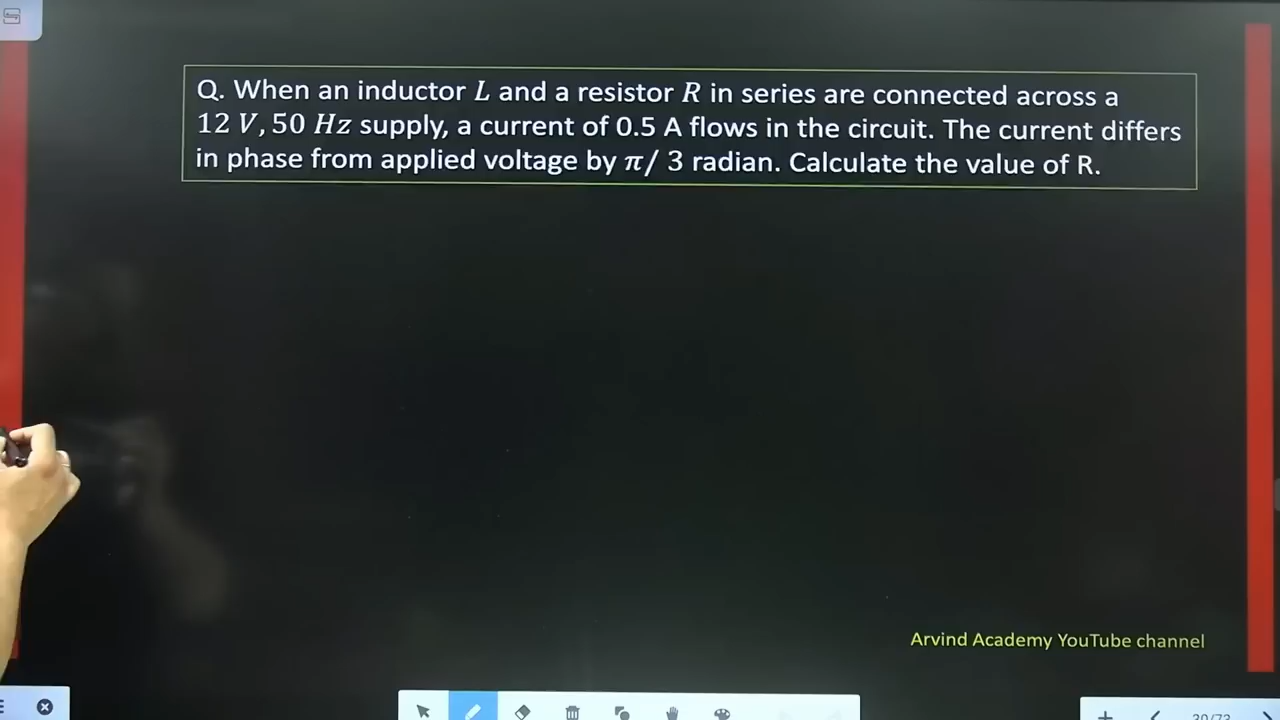 Q. When an inductor L and a resistor R in series are connected across a
12 V, 50 Hz supply, a current of 0.5 A flows in the circuit. The current differs
in phase from applied voltage by π/ 3 radian. Calculate the value of R.
Arvind Academy YouTube channel